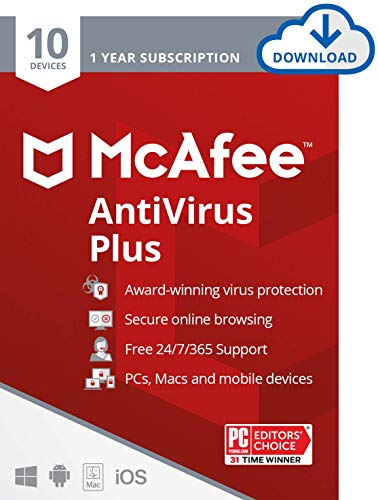 10
DEVICES
1 YEAR SUBSCRIPTION
DOWNLOAD
McAfee™
AntiVirus
Plus
Award-winning virus protection
Secure online browsing
Free 24/7/365 Support
PCs, Macs and mobile devices
PC
PCMAG.COM
EDITORS'
CHOICE
31 TIME WINNER
Mac
iOS